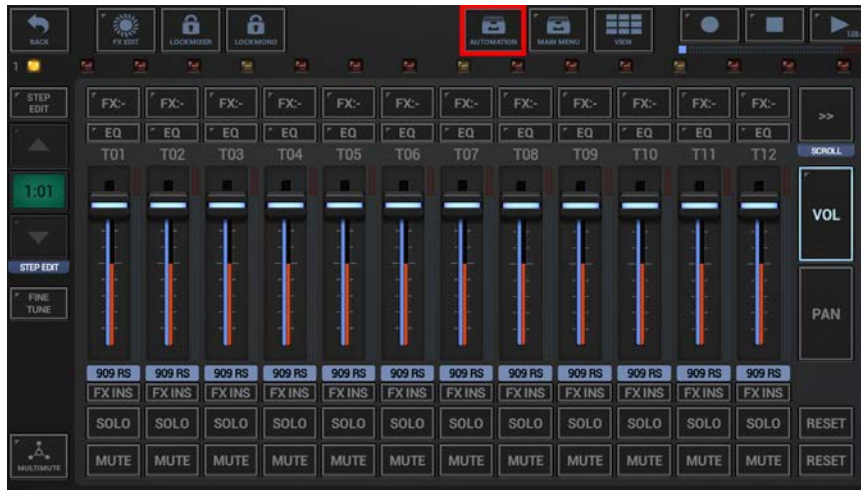 BACK FX EDIT LOCKMIXER LOCKMONO AUTOMATION MAIN MENU VIEW
1
STEP EDIT FX:- FX:- FX:- FX:- FX:- FX:- FX:- FX:- FX:- FX:- FX:- FX:- >>
EQ EQ EQ EQ EQ EQ EQ EQ EQ EQ EQ EQ
T01 T02 T03 T04 T05 T06 T07 T08 T09 T10 T11 T12 SCROLL
1:01
VOL
STEP EDIT
FINE TUNE
PAN
909 RS 909 RS 909 RS 909 RS 909 RS 909 RS 909 RS 909 RS 909 RS 909 RS 909 RS 909 RS
FX INS FX INS FX INS FX INS FX INS FX INS FX INS FX INS FX INS FX INS FX INS FX INS
SOLO SOLO SOLO SOLO SOLO SOLO SOLO SOLO SOLO SOLO SOLO SOLO RESET
MULTIMUTE MUTE MUTE MUTE MUTE MUTE MUTE MUTE MUTE MUTE MUTE MUTE MUTE RESET